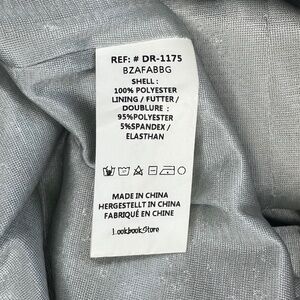 REF: # DR-1175
BZAFABBG
SHELL :
100% POLYESTER
LINING / FUTTER /
DOUBLURE :
95%POLYESTER
5%SPANDEX /
ELASTHAN
MADE IN CHINA
HERGESTELLT IN CHINA
FABRIQUÉ EN CHINE
LookbookStore